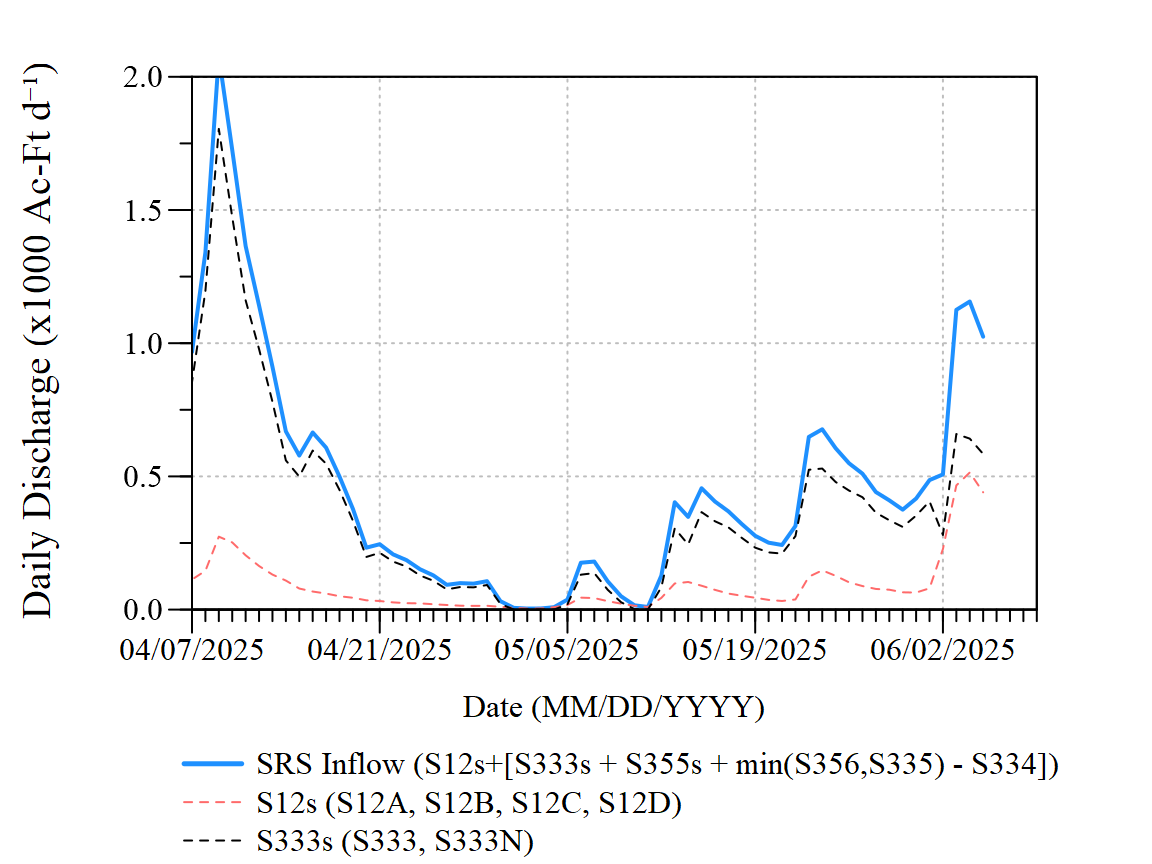 Daily Discharge (x1000 Ac-Ft d⁻¹)
2.0
1.5
1.0
0.5
0.0
04/07/2025 04/21/2025 05/05/2025 05/19/2025 06/02/2025
Date (MM/DD/YYYY)
SRS Inflow (S12s+[S333s + S355s + min(S356,S335) - S334])
S12s (S12A, S12B, S12C, S12D)
S333s (S333, S333N)